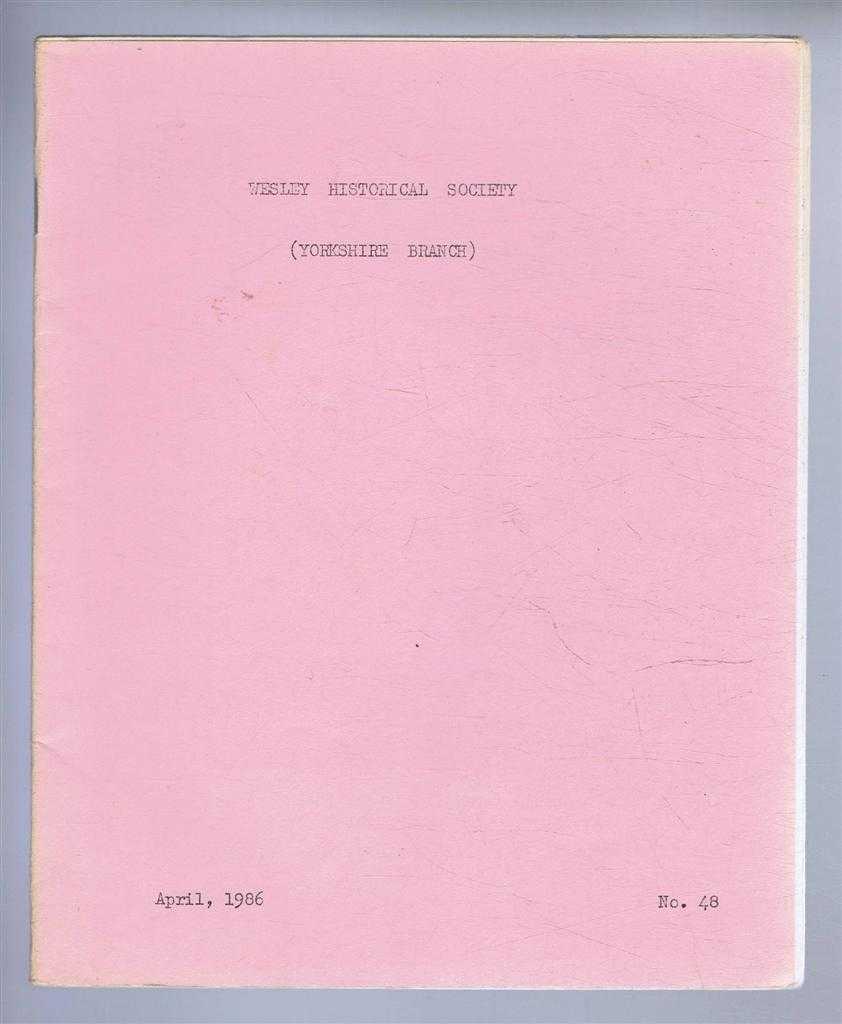 WESLEY HISTORICAL SOCIETY
(YORKSHIRE BRANCH)
April, 1986
No. 48